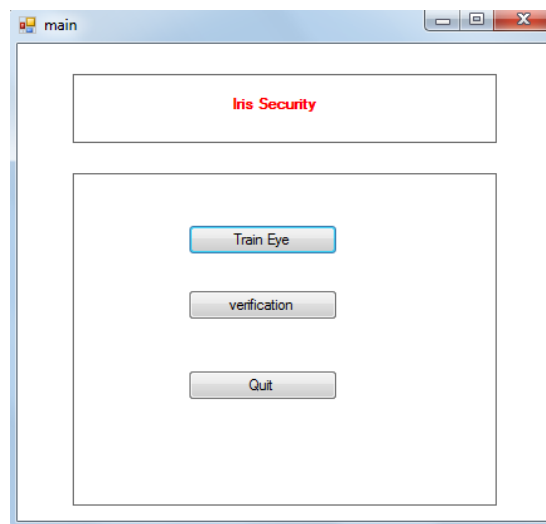 main
Iris Security
Train Eye
verification
Quit